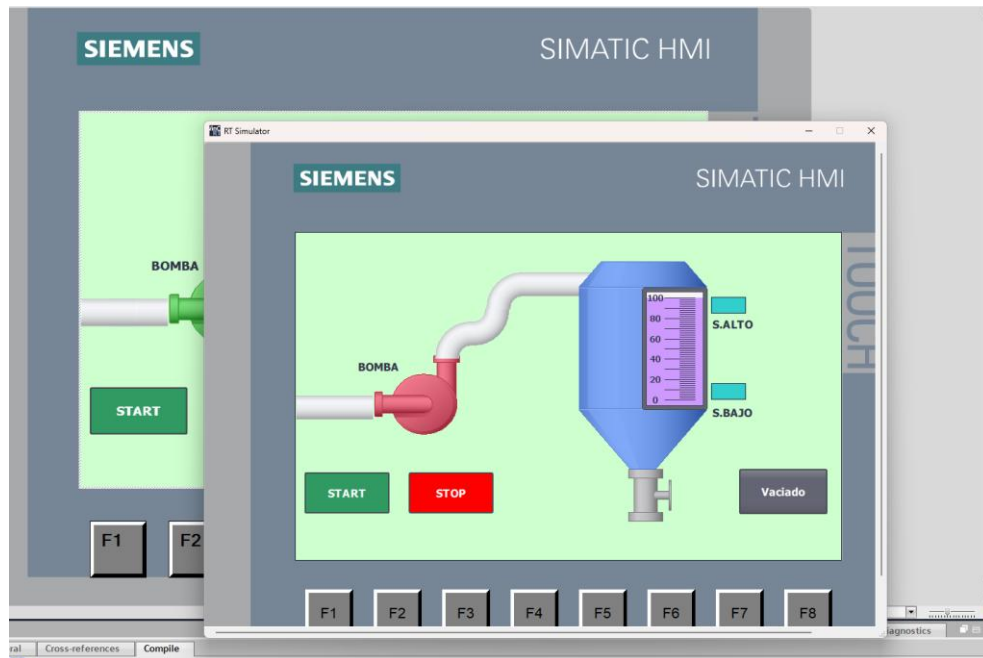 SIEMENS
SIMATIC HMI
BOMBA
START
F1
F2
RT Simulator
SIEMENS
SIMATIC HMI
TOUCH
BOMBA
100
80
60
40
20
0
S.ALTO
S.BAJO
START
STOP
Vaciado
F1
F2
F3
F4
F5
F6
F7
F8
Cross-references
Compile